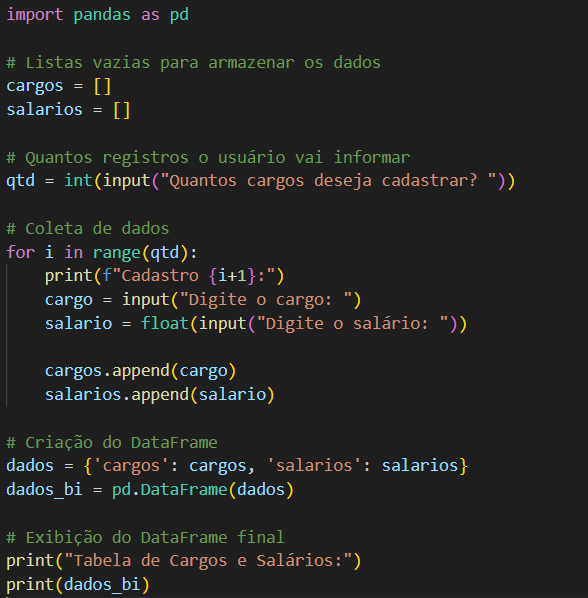 import pandas as pd
# Listas vazias para armazenar os dados
cargos = []
salarios = []
# Quantos registros o usuário vai informar
qtd = int(input("Quantos cargos deseja cadastrar? "))
# Coleta de dados
for i in range(qtd):
    print(f"Cadastro {i+1}:")
    cargo = input("Digite o cargo: ")
    salario = float(input("Digite o salário: "))
    cargos.append(cargo)
    salarios.append(salario)
# Criação do DataFrame
dados = {'cargos': cargos, 'salarios': salarios}
dados_bi = pd.DataFrame(dados)
# Exibição do DataFrame final
print("Tabela de Cargos e Salários:")
print(dados_bi)